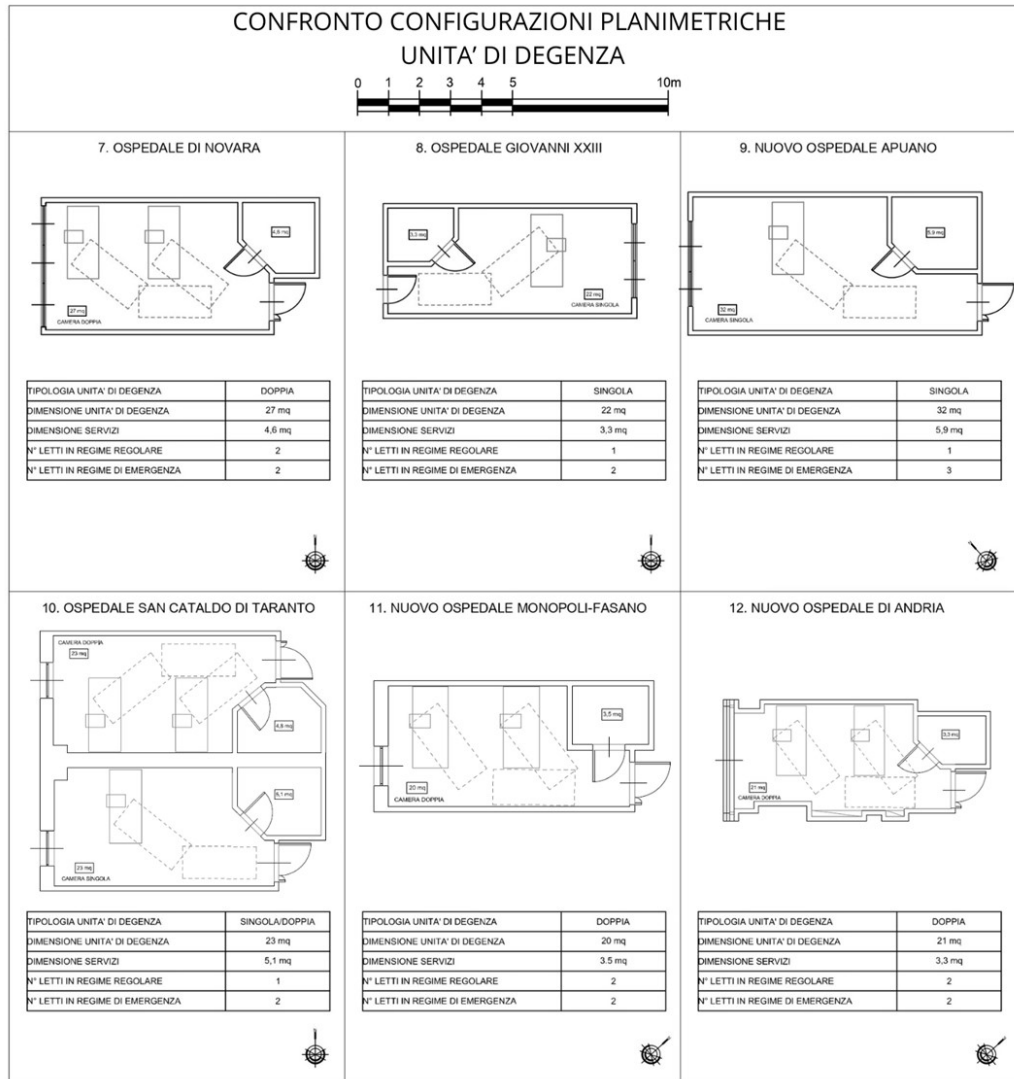 CONFRONTO CONFIGURAZIONI PLANIMETRICHE
UNITA' DI DEGENZA
0 1 2 3 4 5 10m
7. OSPEDALE DI NOVARA
4,6 mq
27 mq
CAMERA DOPPIA
TIPOLOGIA UNITA' DI DEGENZA DOPPIA
DIMENSIONE UNITA' DI DEGENZA 27 mq
DIMENSIONE SERVIZI 4,6 mq
N° LETTI IN REGIME REGOLARE 2
N° LETTI IN REGIME DI EMERGENZA 2
8. OSPEDALE GIOVANNI XXIII
3,3 mq
22 mq
CAMERA SINGOLA
TIPOLOGIA UNITA' DI DEGENZA SINGOLA
DIMENSIONE UNITA' DI DEGENZA 22 mq
DIMENSIONE SERVIZI 3,3 mq
N° LETTI IN REGIME REGOLARE 1
N° LETTI IN REGIME DI EMERGENZA 2
9. NUOVO OSPEDALE APUANO
5,9 mq
32 mq
CAMERA SINGOLA
TIPOLOGIA UNITA' DI DEGENZA SINGOLA
DIMENSIONE UNITA' DI DEGENZA 32 mq
DIMENSIONE SERVIZI 5,9 mq
N° LETTI IN REGIME REGOLARE 1
N° LETTI IN REGIME DI EMERGENZA 3
10. OSPEDALE SAN CATALDO DI TARANTO
CAMERA DOPPIA
23 mq
5,1 mq
23 mq
CAMERA SINGOLA
TIPOLOGIA UNITA' DI DEGENZA SINGOLA/DOPPIA
DIMENSIONE UNITA' DI DEGENZA 23 mq
DIMENSIONE SERVIZI 5,1 mq
N° LETTI IN REGIME REGOLARE 1
N° LETTI IN REGIME DI EMERGENZA 2
11. NUOVO OSPEDALE MONOPOLI-FASANO
3,5 mq
20 mq
CAMERA DOPPIA
TIPOLOGIA UNITA' DI DEGENZA DOPPIA
DIMENSIONE UNITA' DI DEGENZA 20 mq
DIMENSIONE SERVIZI 3.5 mq
N° LETTI IN REGIME REGOLARE 2
N° LETTI IN REGIME DI EMERGENZA 2
12. NUOVO OSPEDALE DI ANDRIA
3,3 mq
21 mq
CAMERA DOPPIA
TIPOLOGIA UNITA' DI DEGENZA DOPPIA
DIMENSIONE UNITA' DI DEGENZA 21 mq
DIMENSIONE SERVIZI 3,3 mq
N° LETTI IN REGIME REGOLARE 2
N° LETTI IN REGIME DI EMERGENZA 2